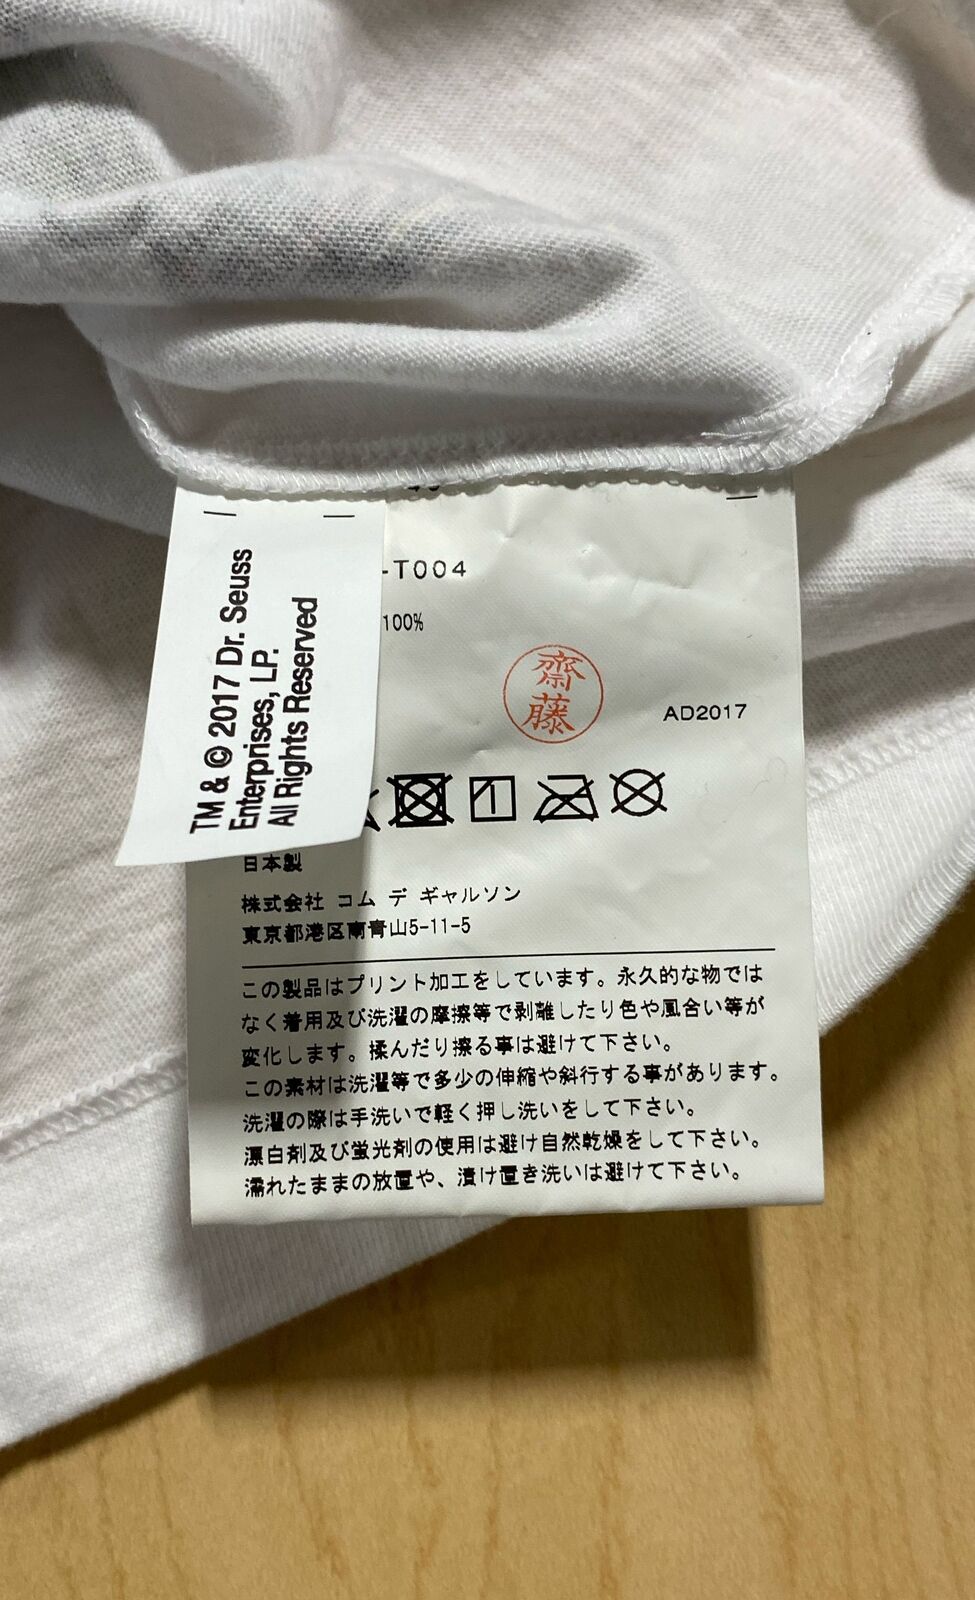 TM & © 2017 Dr. Seuss
Enterprises, LP.
All Rights Reserved
-T004
100%
齋藤
AD2017
日本製
株式会社 コム デ ギャルソン
東京都港区南青山5-11-5
この製品はプリント加工をしています。永久的な物では
なく着用及び洗濯の摩擦等で剥離したり色や風合い等が
変化します。揉んだり擦る事は避けて下さい。
この素材は洗濯等で多少の伸縮や斜行する事があります。
洗濯の際は手洗いで軽く押し洗いをして下さい。
漂白剤及び蛍光剤の使用は避け自然乾燥をして下さい。
濡れたままの放置や、漬け置き洗いは避けて下さい。